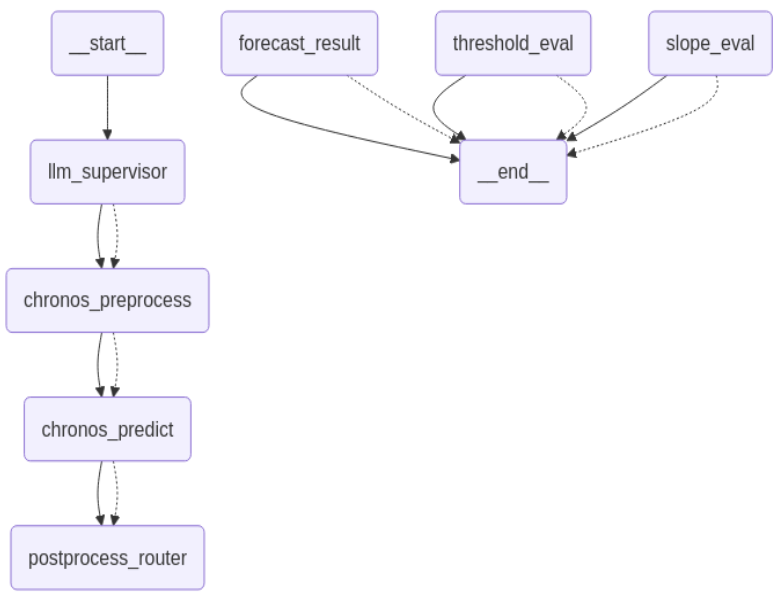 __start__
forecast_result
threshold_eval
slope_eval
llm_supervisor
__end__
chronos_preprocess
chronos_predict
postprocess_router